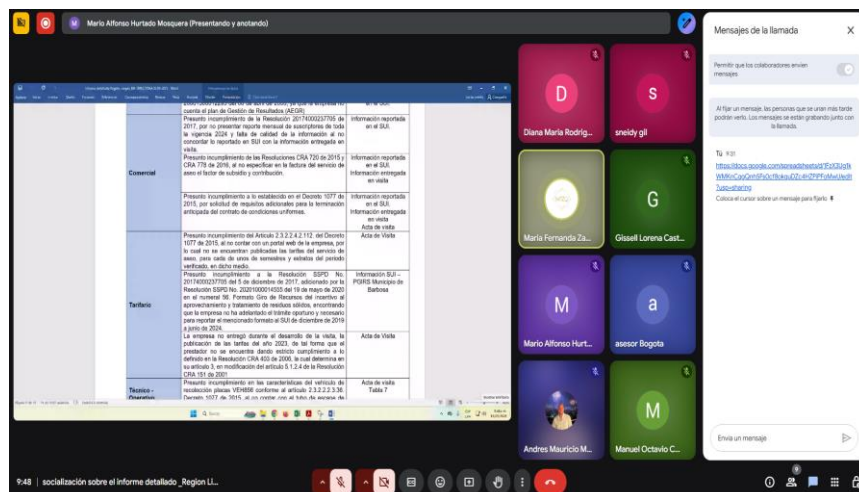 Mario Alfonso Hurtado Mosquera (Presentando y anotando)
cuenta el plan de Gestión de Resultados (AEGR)
en el SUI.
Presunto incumplimiento de la Resolución 20174000237705 de
2017, por no presentar reporte mensual de suscriptores de toda
la vigencia 2024 y falta de calidad de la información al no
concordar lo reportado en SUI con la información entregada en
visita.
Información reportada
en el SUI.
Comercial
Presunto incumplimiento de las Resoluciones CRA 720 de 2015 y
CRA 778 de 2016, al no especificar en la factura del servicio de
aseo el factor de subsidio y contribución.
Información reportada
en el SUI.
Información entregada
en visita
Presunto incumplimiento a lo establecido en el Decreto 1077 de
2015, por solicitud de requisitos adicionales para la terminación
anticipada del contrato de condiciones uniformes.
Información reportada
en el SUI.
Información entregada
en visita
Acta de visita
Tarifario
Presunto incumplimiento del Artículo 2.3.2.2.4.2.112. del Decreto
1077 de 2015, al no contar con un portal web de la empresa, por
lo cual no se encuentran publicadas las tarifas del servicio de
aseo, para cada de unos de semestres y estratos del periodo
verificado, en dicho medio.
Acta de Visita
Presunto incumplimiento a la Resolución SSPD No.
20174000237705 del 5 de diciembre de 2017, adicionado por la
Resolución SSPD No. 20201000014555 del 19 de mayo de 2020
en el numeral 56. Formato Giro de Recursos del incentivo al
aprovechamiento y tratamiento de residuos sólidos, encontrando
que la empresa no ha adelantado el trámite oportuno y necesario
para reportar el mencionado formato al SUI de diciembre de 2019
a junio de 2024.
Información SUI –
PGIRS Municipio de
Barbosa
La empresa no entregó durante el desarrollo de la visita, la
publicación de las tarifas del año 2023, de tal forma que el
prestador no se encuentra dando estricto cumplimiento a lo
definido en la Resolución CRA 403 de 2006, la cual determina en
su artículo 3, en modificación del artículo 5.1.2.4 de la Resolución
CRA 151 de 2001
Acta de Visita
Técnico -
Operativo
Presunto incumplimiento en las características del vehículo de
recolección placas VEH886 conforme al artículo 2.3.2.2.2.3.36.
Decreto 1077 de 2015, al no contar con el tubo de escape de
Acta de visita
Tabla 7
D
Diana Maria Rodríg...
S
sneidy gil
Maria Fernanda Za...
G
Gissell Lorena Cast...
M
Mario Alfonso Hurt...
a
asesor Bogota
Andres Mauricio M...
M
Manuel Octavio C...
Mensajes de la llamada
Permitir que los colaboradores envíen
mensajes
Al fijar un mensaje, las personas que se unan más tarde
podrán verlo. Los mensajes se están grabando junto con
la llamada.
Tú 9:31
https://docs.google.com/spreadsheets/d/
Coloca el cursor sobre un mensaje para fijarlo
Envía un mensaje
9:48 | socialización sobre el informe detallado _Region Li...
9